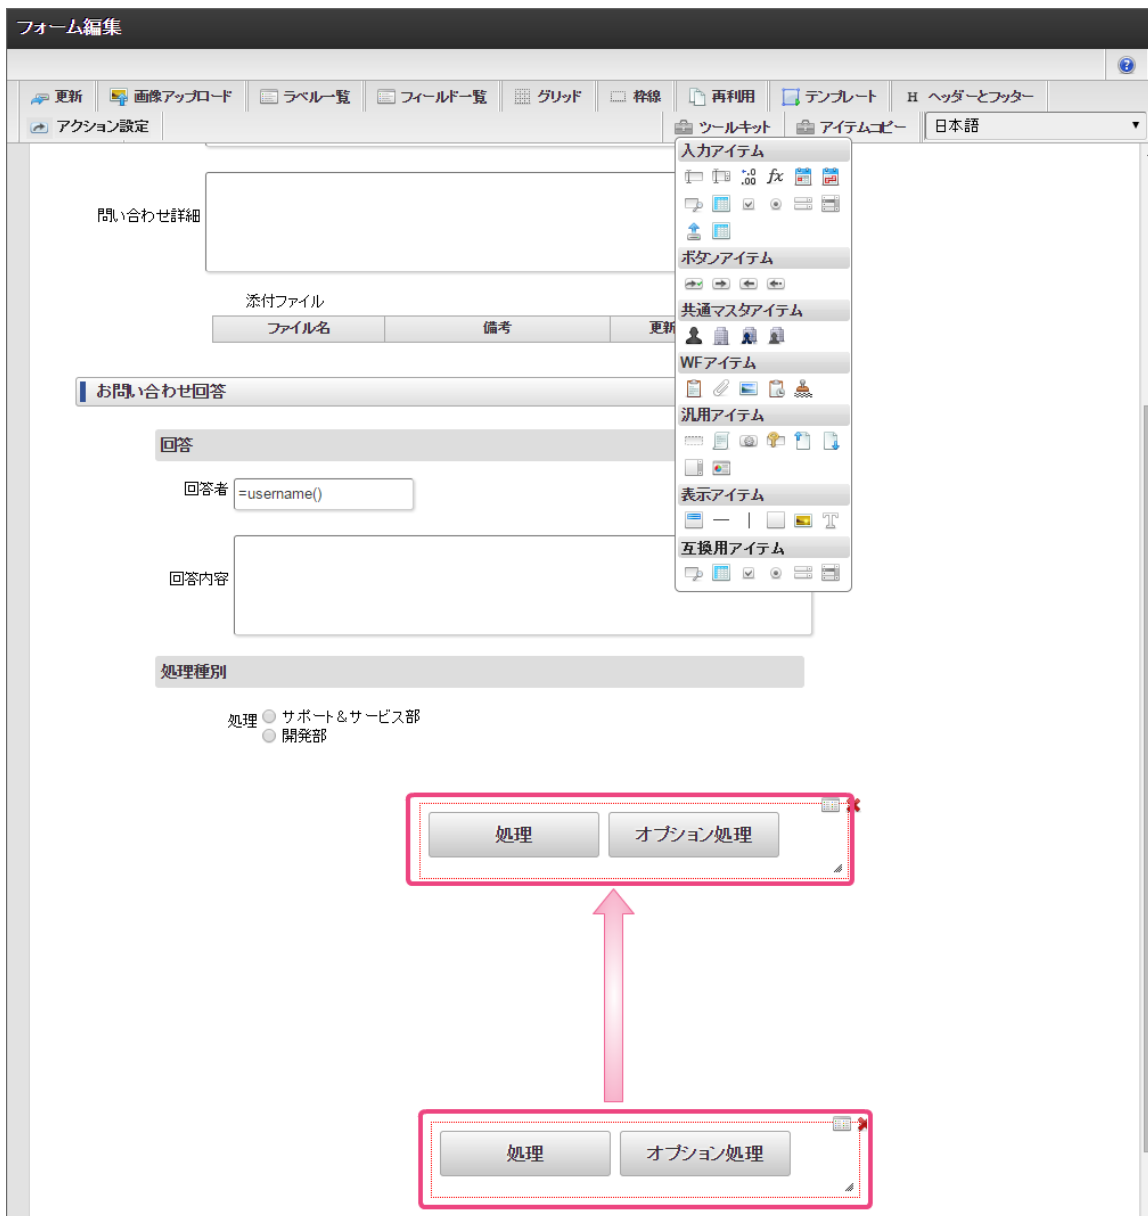 フォーム編集
更新 画像アップロード ラベル一覧 フィールド一覧 グリッド 枠線 再利用 テンプレート H ヘッダーとフッター
アクション設定 ツールキット アイテムコピー 日本語
入力アイテム
問い合わせ詳細
ボタンアイテム
添付ファイル
共通マスタアイテム
ファイル名 備考 更新
WFアイテム
お問い合わせ回答
汎用アイテム
回答
回答者 =username()
表示アイテム
互換用アイテム
回答内容
処理種別
処理 サポート&サービス部
開発部
処理 オプション処理
処理 オプション処理